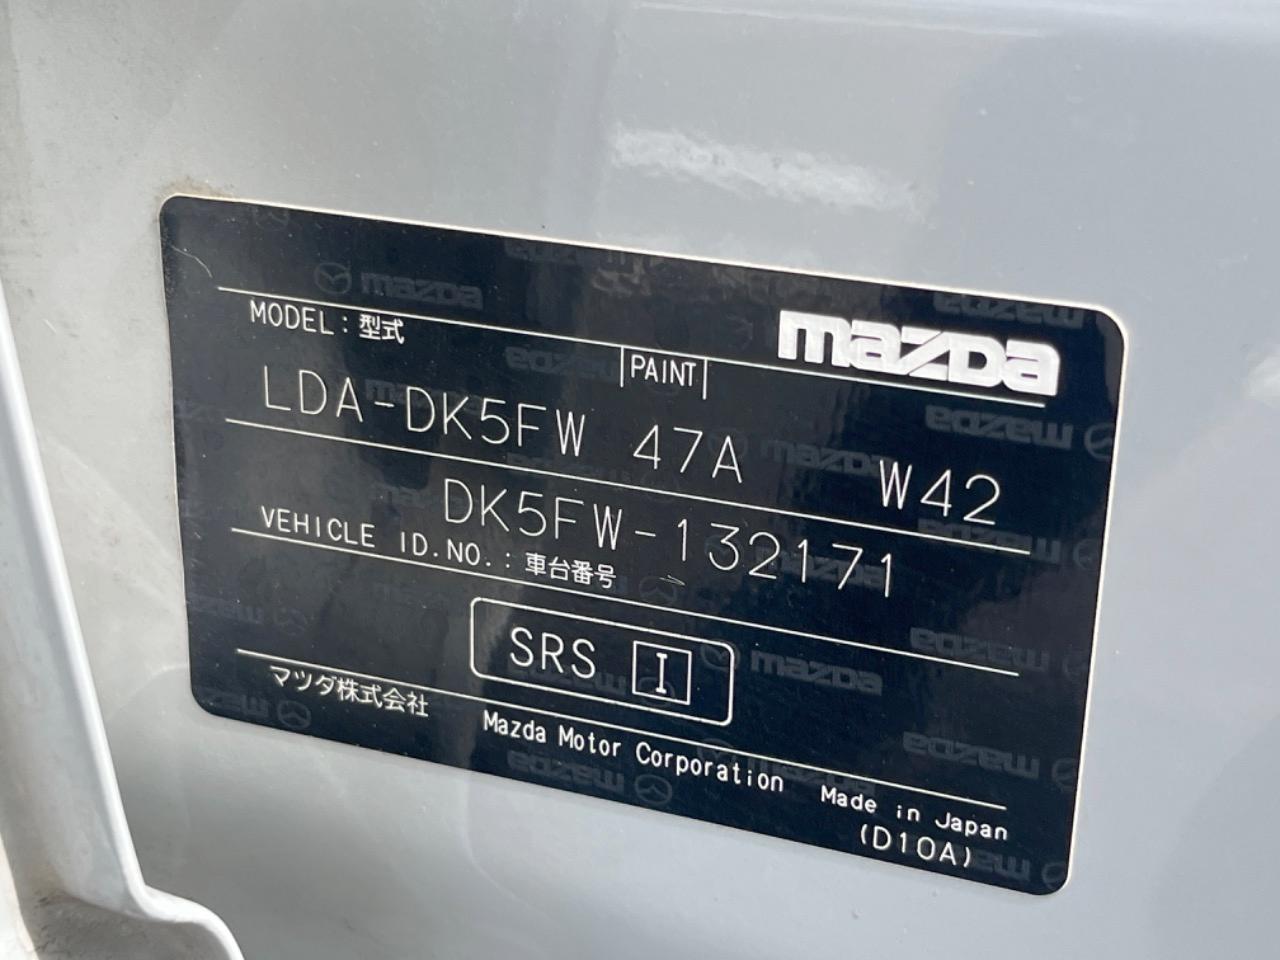 mazda
MODEL:型式
PAINT
LDA-DK5FW 47A W42
DK5FW-132171
VEHICLE ID.NO.:車台番号
SRS I
マツダ株式会社 Mazda Motor Corporation Made in Japan
(D10A)